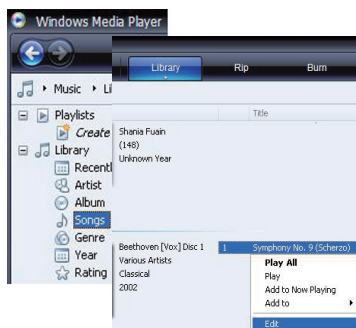 Windows Media Player
Music Li
Playlists
Create
Library
Recentl
Artist
Album
Songs
Genre
Year
Rating
Library Rip Burn
Title
Shania Fuain
(148)
Unknown Year
Beethoven [Vox] Disc 1 1 Symphony No. 9 (Scherzo)
Various Artists
Classical
2002
Play All
Play
Add to Now Playing
Add to
Edit